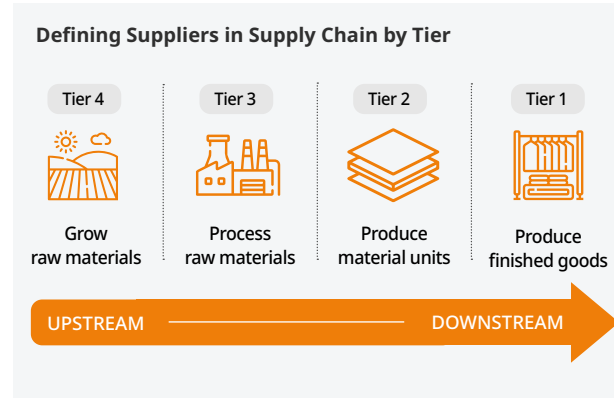 Defining Suppliers in Supply Chain by Tier
Tier 4
Tier 3
Tier 2
Tier 1
Grow
raw materials
Process
raw materials
Produce
material units
Produce
finished goods
UPSTREAM
DOWNSTREAM